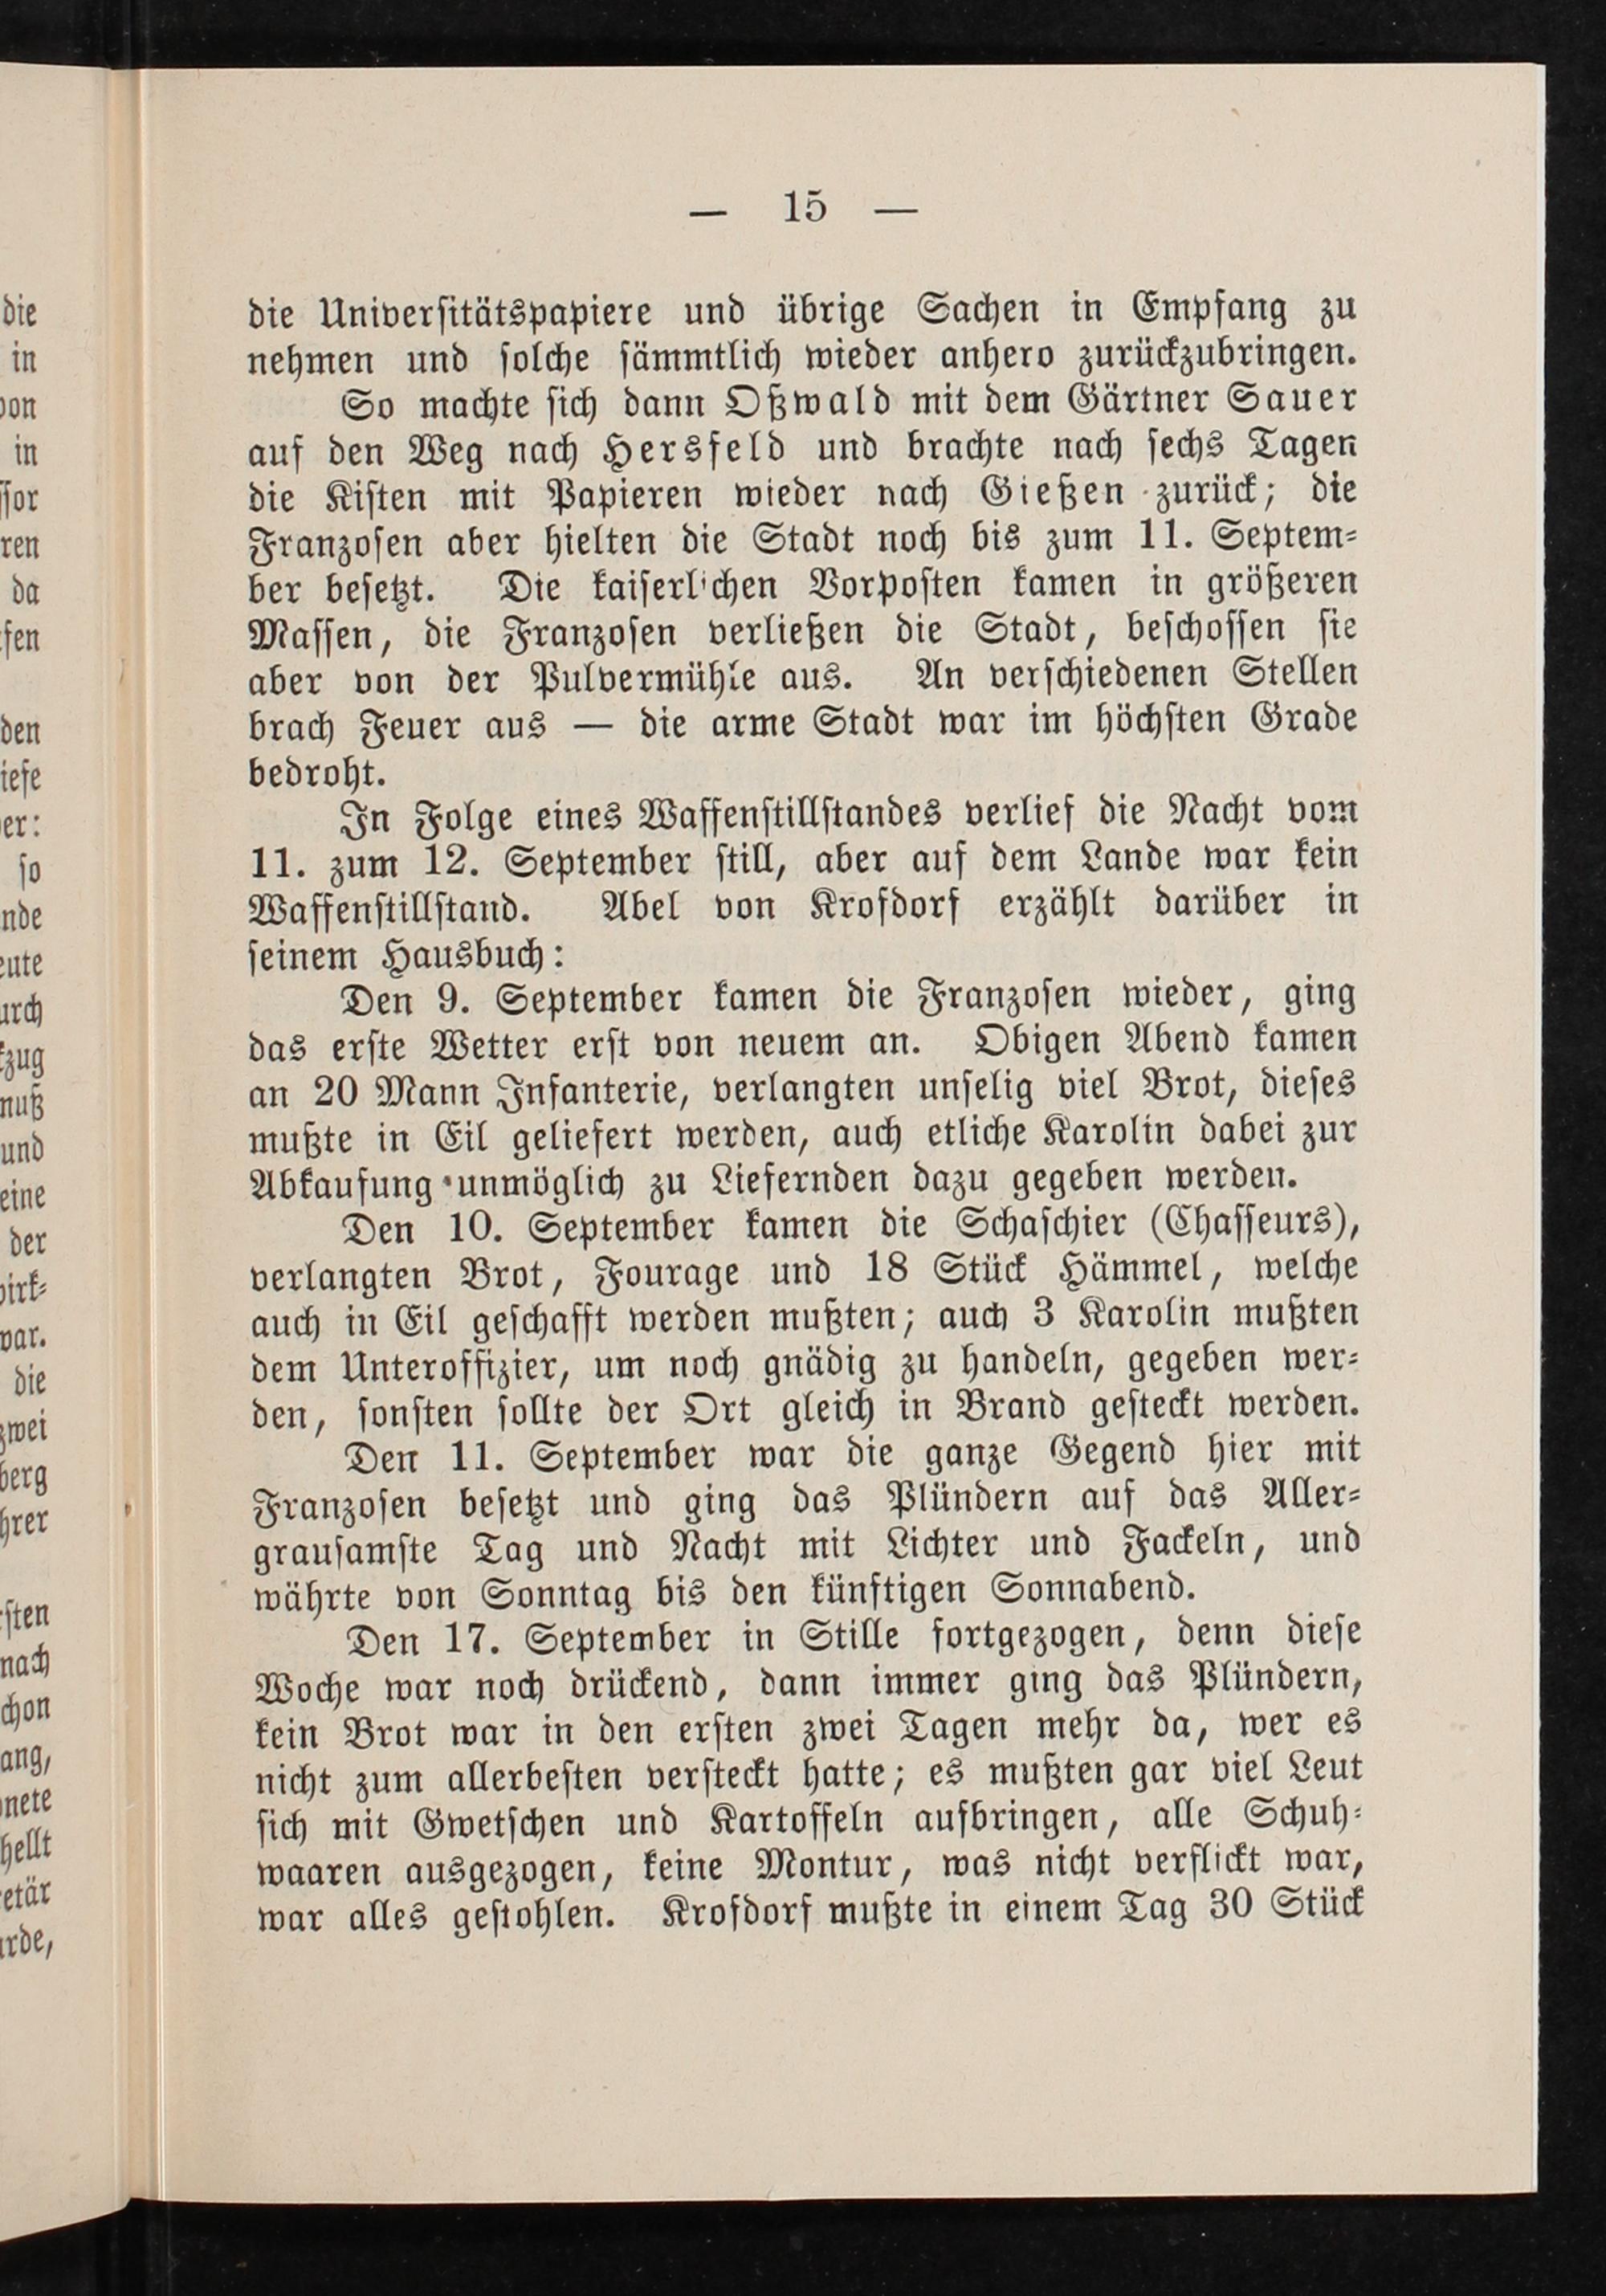 — 15 —
die Universitätspapiere und übrige Sachen in Empfang zu
nehmen und solche sämmtlich wieder anhero zurückzubringen.
So machte sich dann Oßwald mit dem Gärtner Sauer
auf den Weg nach Hersfeld und brachte nach sechs Tagen
die Kisten mit Papieren wieder nach Gießen zurück; die
Franzosen aber hielten die Stadt noch bis zum 11. Septem-
ber besetzt. Die kaiserlichen Vorposten kamen in größeren
Massen, die Franzosen verließen die Stadt, beschossen sie
aber von der Pulvermühle aus. An verschiedenen Stellen
brach Feuer aus — die arme Stadt war im höchsten Grade
bedroht.
In Folge eines Waffenstillstandes verlief die Nacht vom
11. zum 12. September still, aber auf dem Lande war kein
Waffenstillstand. Abel von Krofdorf erzählt darüber in
seinem Hausbuch:
Den 9. September kamen die Franzosen wieder, ging
das erste Wetter erst von neuem an. Obigen Abend kamen
an 20 Mann Infanterie, verlangten unselig viel Brot, dieses
mußte in Eil geliefert werden, auch etliche Karolin dabei zur
Abkaufung unmöglich zu Liefernden dazu gegeben werden.
Den 10. September kamen die Schaschier (Chasseurs),
verlangten Brot, Fourage und 18 Stück Hämmel, welche
auch in Eil geschafft werden mußten; auch 3 Karolin mußten
dem Unteroffizier, um noch gnädig zu handeln, gegeben wer-
den, sonsten sollte der Ort gleich in Brand gesteckt werden.
Den 11. September war die ganze Gegend hier mit
Franzosen besetzt und ging das Plündern auf das Aller-
grausamste Tag und Nacht mit Lichter und Fackeln, und
währte von Sonntag bis den künftigen Sonnabend.
Den 17. September in Stille fortgezogen, denn diese
Woche war noch drückend, dann immer ging das Plündern,
kein Brot war in den ersten zwei Tagen mehr da, wer es
nicht zum allerbesten versteckt hatte; es mußten gar viel Leut
sich mit Gwetschen und Kartoffeln aufbringen, alle Schuh-
waaren ausgezogen, keine Montur, was nicht verflickt war,
war alles gestohlen. Krofdorf mußte in einem Tag 30 Stück